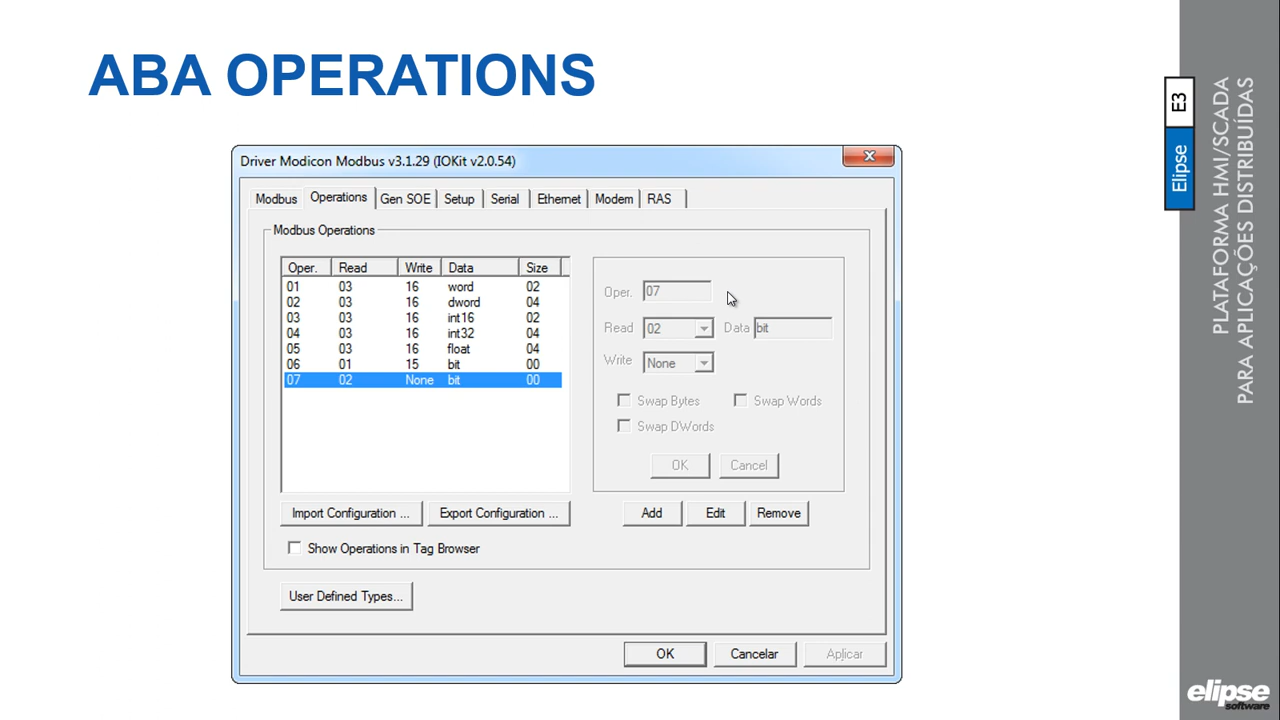 ABA OPERATIONS
Driver Modicon Modbus v3.1.29 (IOKit v2.0.54)
Modbus Operations Gen SOE Setup Serial Ethernet Modem RAS
Modbus Operations
Oper. Read Write Data Size
01 03 16 word 02
02 03 16 dword 04
03 03 16 int16 02
04 03 16 int32 04
05 03 16 float 04
06 01 15 bit 00
07 02 None bit 00
Oper. 07
Read 02 Data bit
Write None
Swap Bytes Swap Words
Swap DWords
OK Cancel
Import Configuration ... Export Configuration ... Add Edit Remove
Show Operations in Tag Browser
User Defined Types...
OK Cancelar Aplicar
Elipse E3
PLATAFORMA HMI/SCADA
PARA APLICAÇÕES DISTRIBUÍDAS
elipse
software